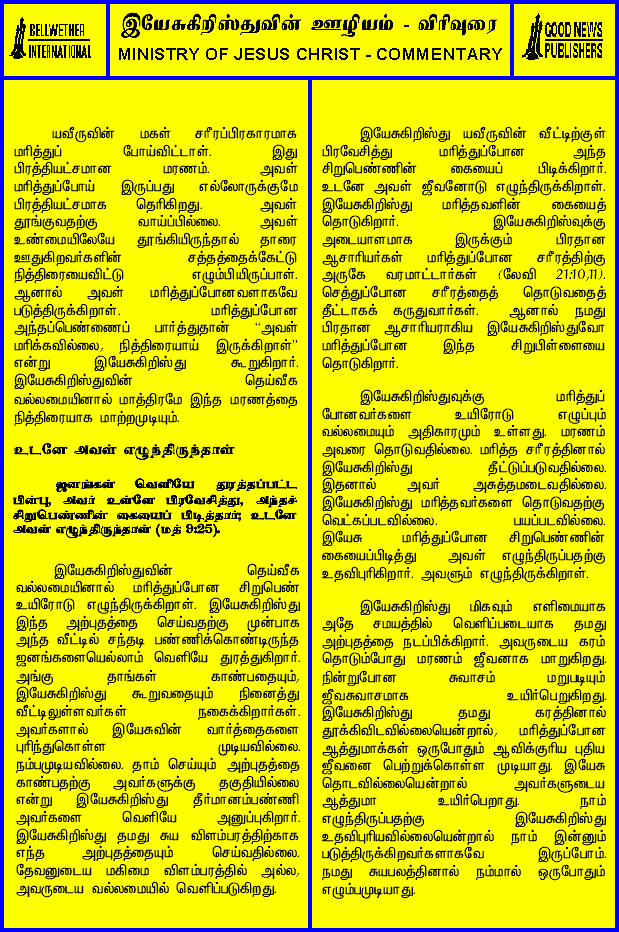 BELLWETHER
INTERNATIONAL
இயேசுகிறிஸ்துவின் ஊழியம் - விரிவுரை
MINISTRY OF JESUS CHRIST - COMMENTARY
GOOD NEWS
PUBLISHERS
யவீருவின் மகள் சரீரப்பிரகாரமாக
மரித்துப் போய்விட்டாள். இது
பிரத்தியட்சமான மரணம். அவள்
மரித்துப்போய் இருப்பது எல்லோருக்குமே
பிரத்தியட்சமாக தெரிகிறது. அவள்
தூங்குவதற்கு வாய்ப்பில்லை. அவள்
உண்மையிலேயே தூங்கியிருந்தால் தாரை
ஊதுகிறவர்களின் சத்தத்தைக்கேட்டு
நித்திரையைவிட்டு எழும்பியிருப்பாள்.
ஆனால் அவள் மரித்துப்போனவளாகவே
படுத்திருக்கிறாள். மரித்துப்போன
அந்தப்பெண்ணைப் பார்த்துதான் “அவள்
மரிக்கவில்லை, நித்திரையாய் இருக்கிறாள்”
என்று இயேசுகிறிஸ்து கூறுகிறார்.
இயேசுகிறிஸ்துவின் தெய்வீக
வல்லமையினால் மாத்திரமே இந்த மரணத்தை
நித்திரையாக மாற்றமுடியும்.
உடனே அவள் எழுந்திருந்தாள்
ஜனங்கள் வெளியே துரத்தப்பட்ட
பின்பு, அவர் உள்ளே பிரவேசித்து, அந்தச்
சிறுபெண்ணின் கையைப் பிடித்தார்; உடனே
அவள் எழுந்திருந்தாள் (மத் 9:25).
இயேசுகிறிஸ்துவின் தெய்வீக
வல்லமையினால் மரித்துப்போன சிறுபெண்
உயிரோடு எழுந்திருக்கிறாள். இயேசுகிறிஸ்து
இந்த அற்புதத்தை செய்வதற்கு முன்பாக
அந்த வீட்டில் சந்தடி பண்ணிக்கொண்டிருந்த
ஜனங்களையெல்லாம் வெளியே துரத்துகிறார்.
அங்கு தாங்கள் காண்பதையும்,
இயேசுகிறிஸ்து கூறுவதையும் நினைத்து
வீட்டிலுள்ளவர்கள் நகைக்கிறார்கள்.
அவர்களால் இயேசுவின் வார்த்தைகளை
புரிந்துகொள்ள முடியவில்லை.
நம்பமுடியவில்லை. தாம் செய்யும் அற்புதத்தை
காண்பதற்கு அவர்களுக்கு தகுதியில்லை
என்று இயேசுகிறிஸ்து தீர்மானம்பண்ணி
அவர்களை வெளியே அனுப்புகிறார்.
இயேசுகிறிஸ்து தமது சுய விளம்பரத்திற்காக
எந்த அற்புதத்தையும் செய்வதில்லை.
தேவனுடைய மகிமை விளம்பரத்தில் அல்ல,
அவருடைய வல்லமையில் வெளிப்படுகிறது.
இயேசுகிறிஸ்து யவீருவின் வீட்டிற்குள்
பிரவேசித்து மரித்துப்போன அந்த
சிறுபெண்ணின் கையைப் பிடிக்கிறார்.
உடனே அவள் ஜீவனோடு எழுந்திருக்கிறாள்.
இயேசுகிறிஸ்து மரித்தவளின் கையைத்
தொடுகிறார். இயேசுகிறிஸ்வுக்கு
அடையாளமாக இருக்கும் பிரதான
ஆசாரியர்கள் மரித்துப்போன சரீரத்திற்கு
அருகே வரமாட்டார்கள் (லேவி 21:10,11).
செத்துப்போன சரீரத்தைத் தொடுவதைத்
தீட்டாகக் கருதுவார்கள். ஆனால் நமது
பிரதான ஆசாரியராகிய இயேசுகிறிஸ்துவோ
மரித்துப்போன இந்த சிறுபிள்ளையை
தொடுகிறார்.
இயேசுகிறிஸ்துவுக்கு மரித்துப்
போனவர்களை உயிரோடு எழுப்பும்
வல்லமையும் அதிகாரமும் உள்ளது. மரணம்
அவரை தொடுவதில்லை. மரித்த சரீரத்தினால்
இயேசுகிறிஸ்து தீட்டுப்படுவதில்லை.
இதனால் அவர் அசுத்தமடைவதில்லை.
இயேசுகிறிஸ்து மரித்தவர்களை தொடுவதற்கு
வெட்கப்படவில்லை. பயப்படவில்லை.
இயேசு மரித்துப்போன சிறுபெண்ணின்
கையைப்பிடித்து அவள் எழுந்திருப்பதற்கு
உதவிபுரிகிறார். அவளும் எழுந்திருக்கிறாள்.
இயேசுகிறிஸ்து மிகவும் எளிமையாக
அதே சமயத்தில் வெளிப்படையாக தமது
அற்புதத்தை நடப்பிக்கிறார். அவருடைய கரம்
தொடும்போது மரணம் ஜீவனாக மாறுகிறது.
நின்றுபோன சுவாசம் மறுபடியும்
ஜீவசுவாசமாக உயிர்பெறுகிறது.
இயேசுகிறிஸ்து தமது கரத்தினால்
தூக்கிவிடவில்லையென்றால், மரித்துப்போன
ஆத்துமாக்கள் ஒருபோதும் ஆவிக்குரிய புதிய
ஜீவனை பெற்றுக்கொள்ள முடியாது. இயேசு
தொடவில்லையென்றால் அவர்களுடைய
ஆத்துமா உயிர்பெறாது. நாம்
எழுந்திருப்பதற்கு இயேசுகிறிஸ்து
உதவிபுரியவில்லையென்றால் நாம் இன்னும்
படுத்திருக்கிறவர்களாகவே இருப்போம்.
நமது சுயபலத்தினால் நம்மால் ஒருபோதும்
எழும்பமுடியாது.